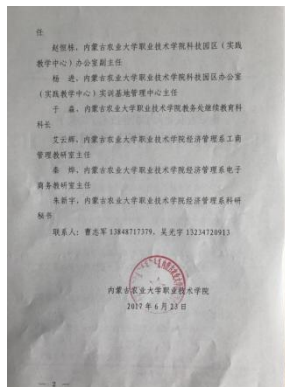 任
赵恒栋，内蒙古农业大学职业技术学院科技园区（实践
教学中心）办公室副主任
杨进，内蒙古农业大学职业技术学院科技园区办公室
（实践教学中心）实训基地管理中心主任
于淼，内蒙古农业大学职业技术学院教务处继续教育科
科长
艾云辉，内蒙古农业大学职业技术学院经济管理系工商
管理教研室主任
秦烨，内蒙古农业大学职业技术学院经济管理系电子
商务教研室主任
朱新宇，内蒙古农业大学职业技术学院经济管理系科研
秘书
联系人：曹志军 13848717379、吴光宇 13234720913
内蒙古农业大学职业技术学院
2017 年 6 月 23 日
— 2 —